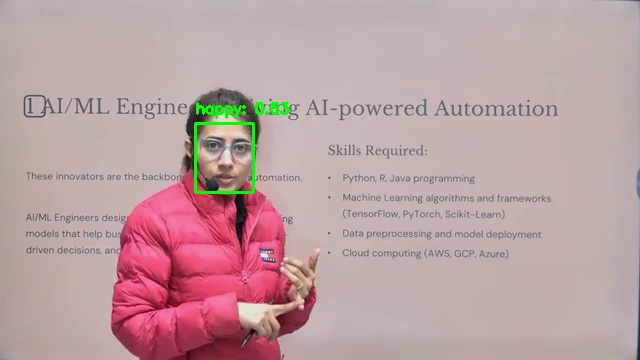 1 AI/ML Engine ing AI-powered Automation
happy: 0.83
These innovators are the backbon automation.
Skills Required:
• Python, R, Java programming
• Machine Learning algorithms and frameworks
(TensorFlow, PyTorch, Scikit-Learn)
• Data preprocessing and model deployment
• Cloud computing (AWS, GCP, Azure)
AI/ML Engineers desig ng
models that help bus
driven decisions, an